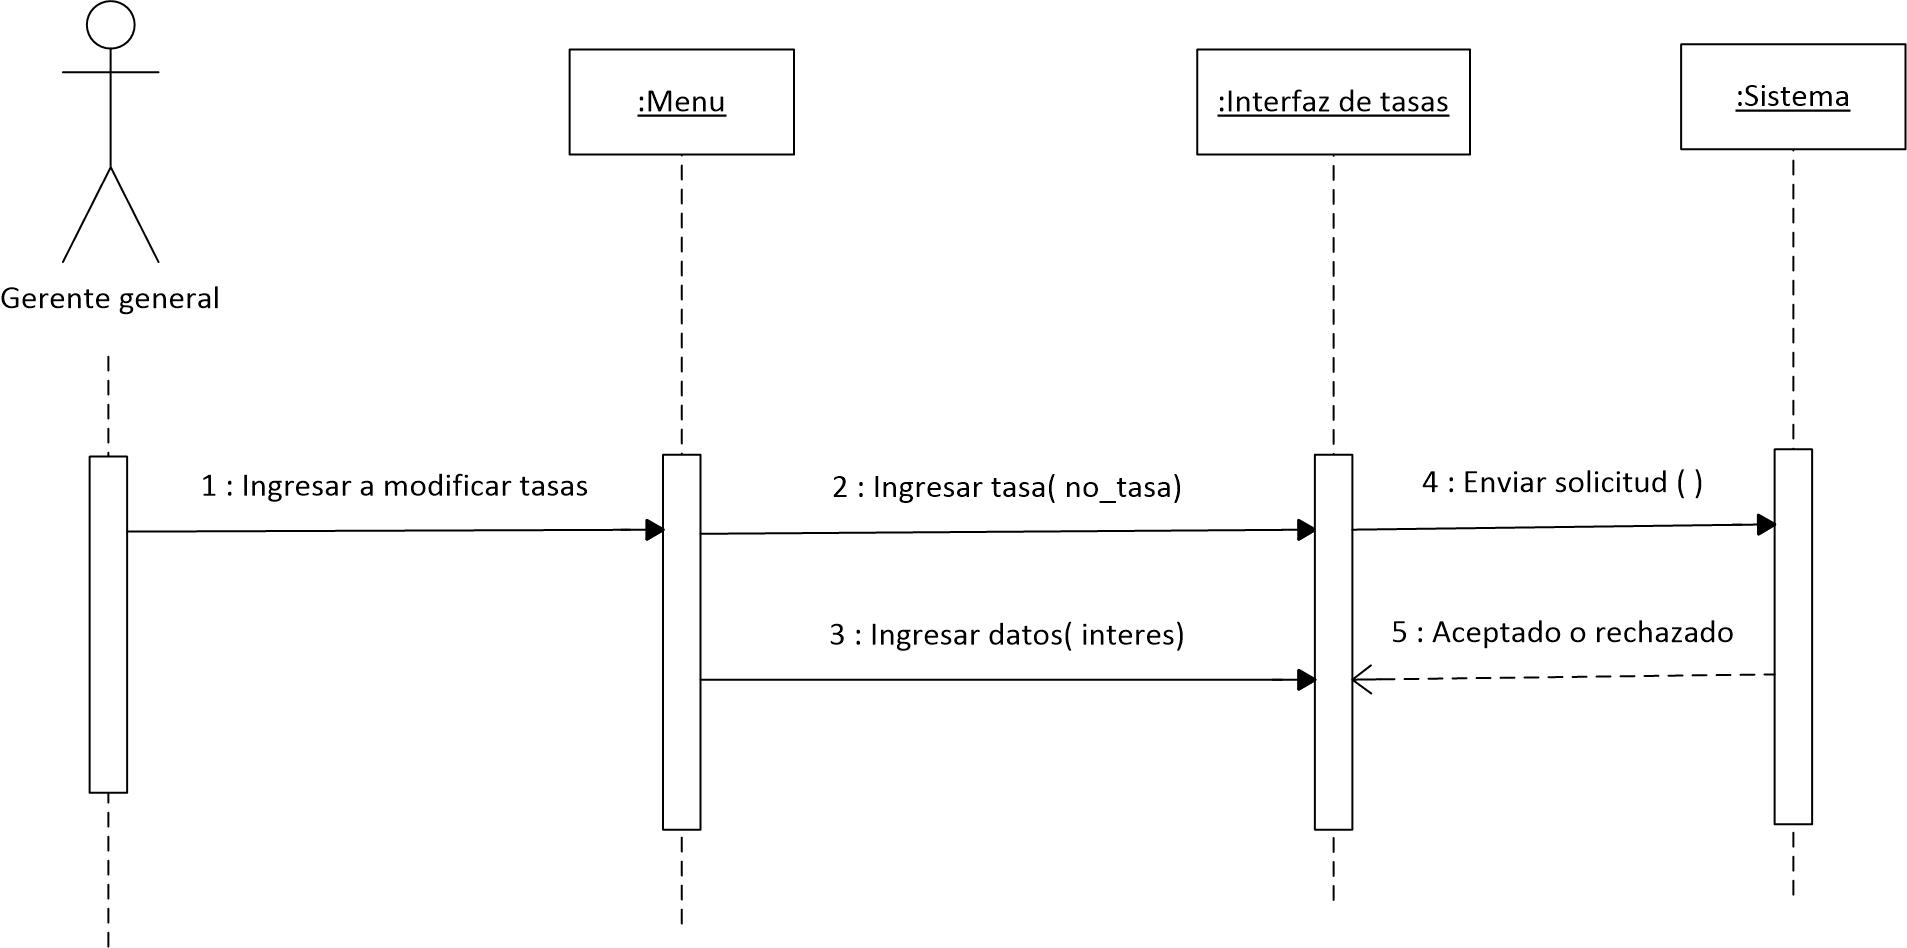 :Menu
:Interfaz de tasas
:Sistema
Gerente general
1 : Ingresar a modificar tasas
2 : Ingresar tasa( no_tasa)
4 : Enviar solicitud ( )
3 : Ingresar datos( interes)
5 : Aceptado o rechazado